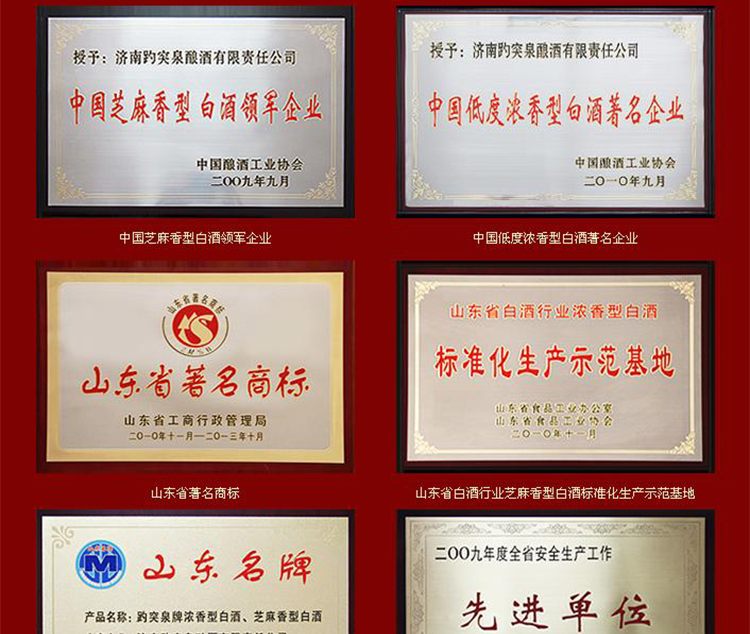 授予：济南趵突泉酿酒有限责任公司
中国芝麻香型白酒领军企业
中国酿酒工业协会
二〇〇九年九月
中国芝麻香型白酒领军企业
授予：济南趵突泉酿酒有限责任公司
中国低度浓香型白酒著名企业
中国酿酒工业协会
二〇一〇年九月
中国低度浓香型白酒著名企业
山东省著名商标
山东省著名商标
山东省工商行政管理局
二〇一〇年十一月—二〇一三年十月
山东省著名商标
山东省白酒行业浓香型白酒
标准化生产示范基地
山东省食品工业办公室
山东省食品工业协会
二〇一〇年十一月
山东省白酒行业芝麻香型白酒标准化生产示范基地
山东名牌
产品名称：趵突泉牌浓香型白酒、芝麻香型白酒
二〇〇九年度全省安全生产工作
先进单位